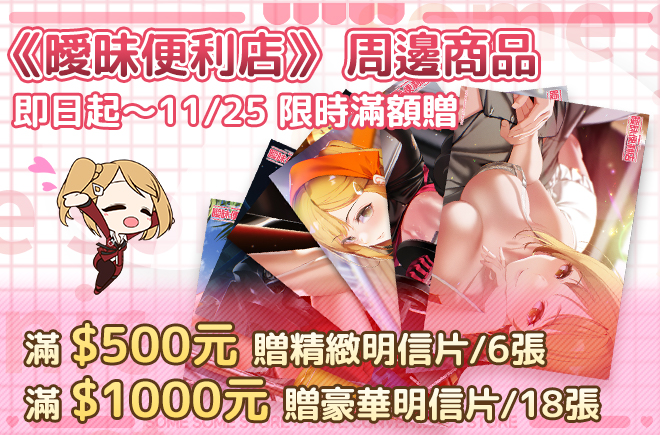 《曖昧便利店》 周邊商品
即日起～11/25 限時滿額贈
滿 $500元 贈精緻明信片/6張
滿 $1000元 贈豪華明信片/18張